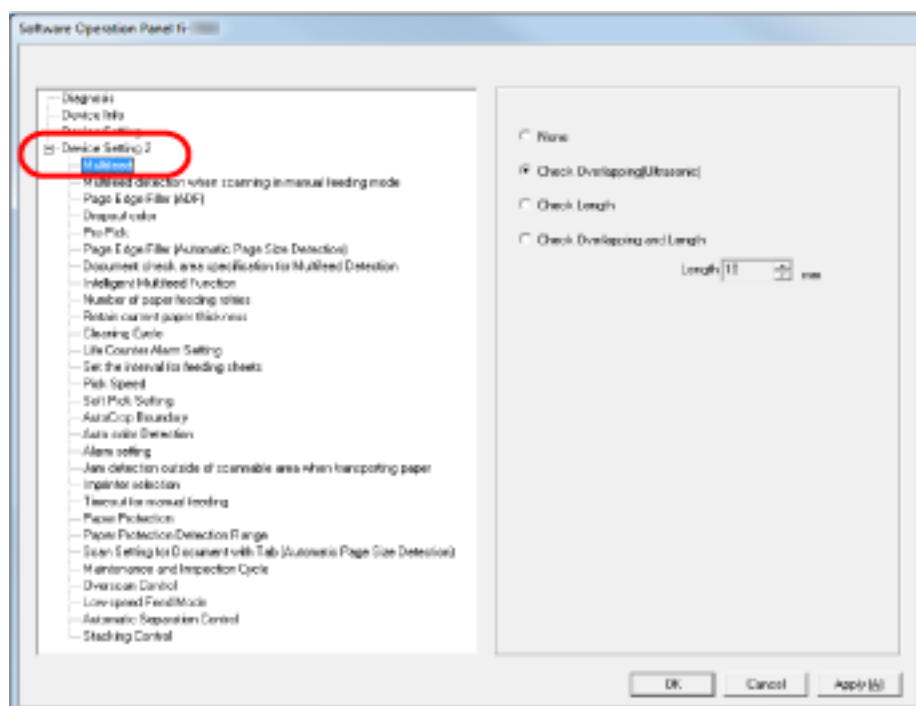 Software Operation Panel fi-
Diagnosis
Device Info
Device Setting
Device Setting 2
Multifeed
Multifeed detection when scanning in manual feeding mode
Page Edge Filler (ADF)
Dropout color
Pre-Pick
Page Edge Filler (Automatic Page Size Detection)
Document check area specification for Multifeed Detection
Intelligent Multifeed Function
Number of paper feeding retries
Retain current paper thickness
Cleaning Cycle
Life Counter Alarm Setting
Set the interval for feeding sheets
Pick Speed
Soft Pick Setting
AutoCrop Boundary
Auto color Detection
Alarm setting
Jam detection outside of scannable area when transporting paper
Imprinter selection
Timeout for manual feeding
Paper Protection
Paper Protection Detection Range
Scan Setting for Document with Tab (Automatic Page Size Detection)
Maintenance and Inspection Cycle
Overscan Control
Low-speed Feed Mode
Automatic Separation Control
Stacking Control
None
Check Overlapping(Ultrasonic)
Check Length
Check Overlapping and Length
Length mm
OK Cancel Apply (A)